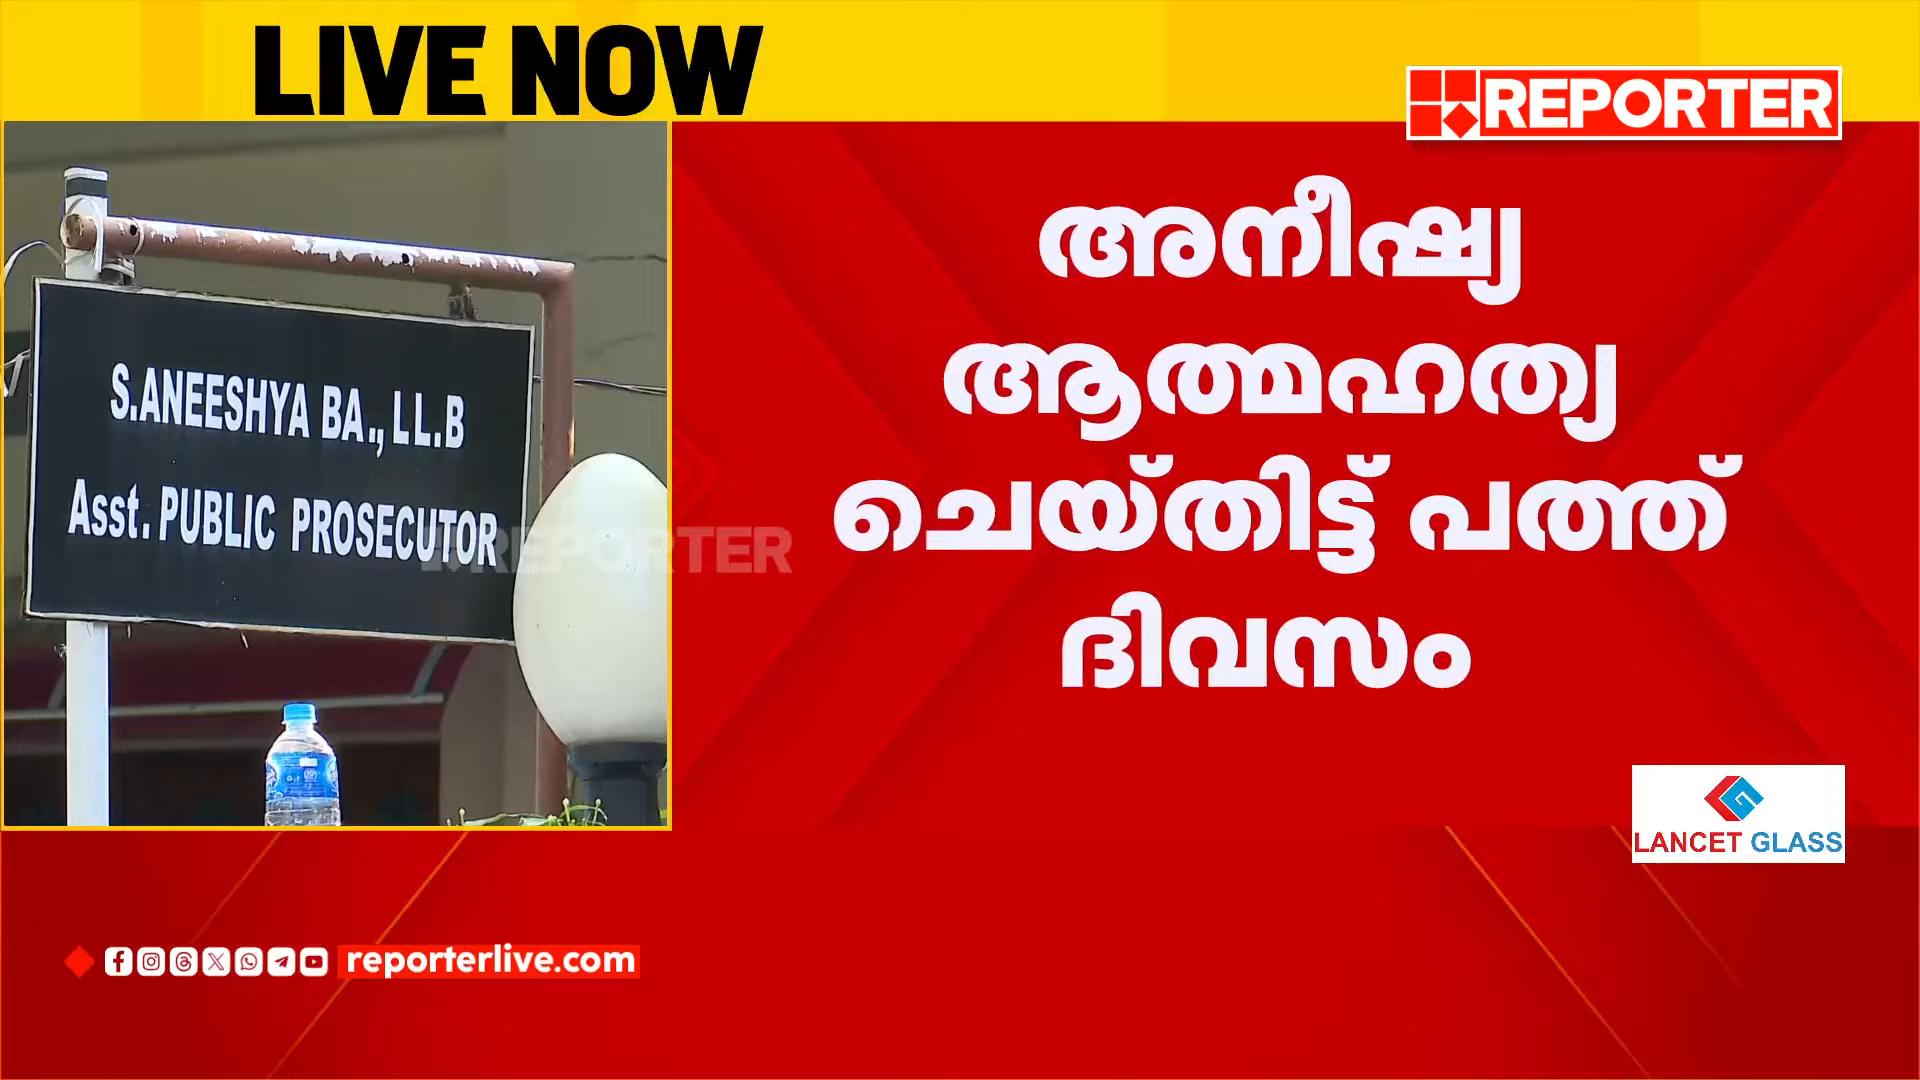 LIVE NOW
REPORTER
S.ANEESHYA BA., LL.B
Asst. PUBLIC PROSECUTOR
REPORTER
അനീഷ്യ
ആത്മഹത്യ
ചെയ്തിട്ട് പത്ത്
ദിവസം
LANCET GLASS
reporterlive.com